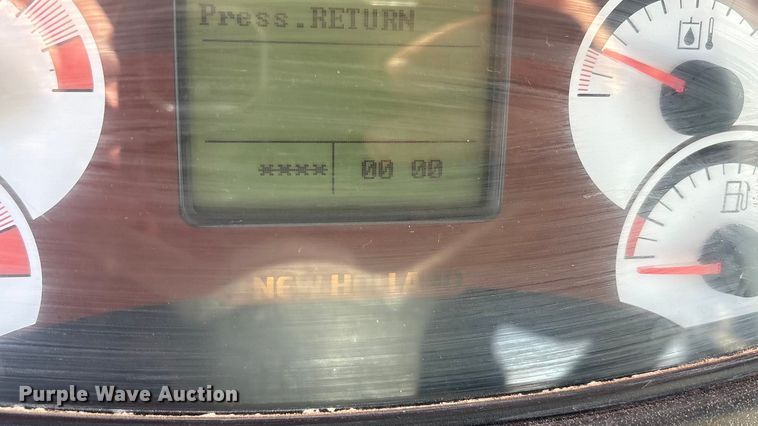 Press.RETURN
**** 00 00
NEW HOLLAND
Purple Wave Auction